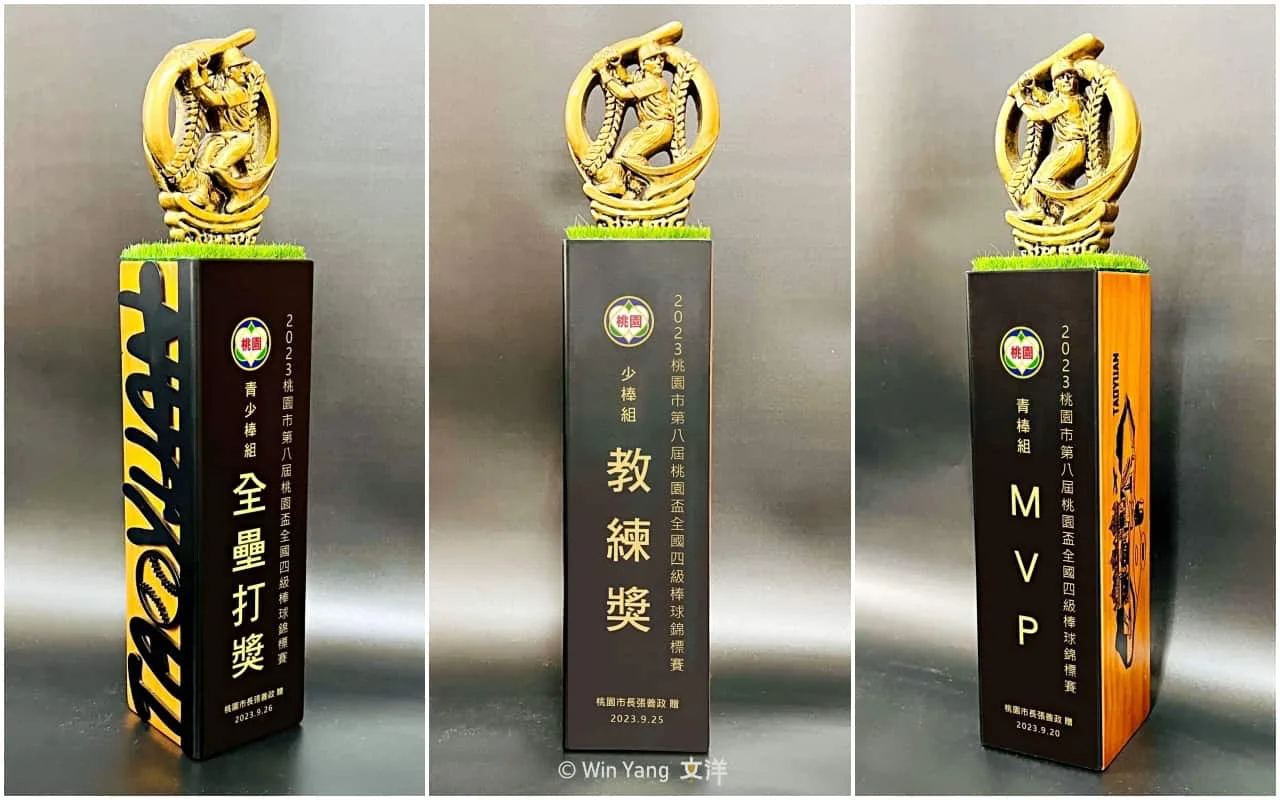 桃園
2023桃園市第八屆桃園盃全國四級棒球錦標賽
青少棒組
全壘打獎
桃園市長張善政 贈
2023.9.26
TAOYUAN
桃園
2023桃園市第八屆桃園盃全國四級棒球錦標賽
少棒組
教練獎
桃園市長張善政 贈
2023.9.25
© Win Yang 文洋
桃園
2023桃園市第八屆桃園盃全國四級棒球錦標賽
青棒組
MVP
桃園市長張善政 贈
2023.9.20
TAOYUAN